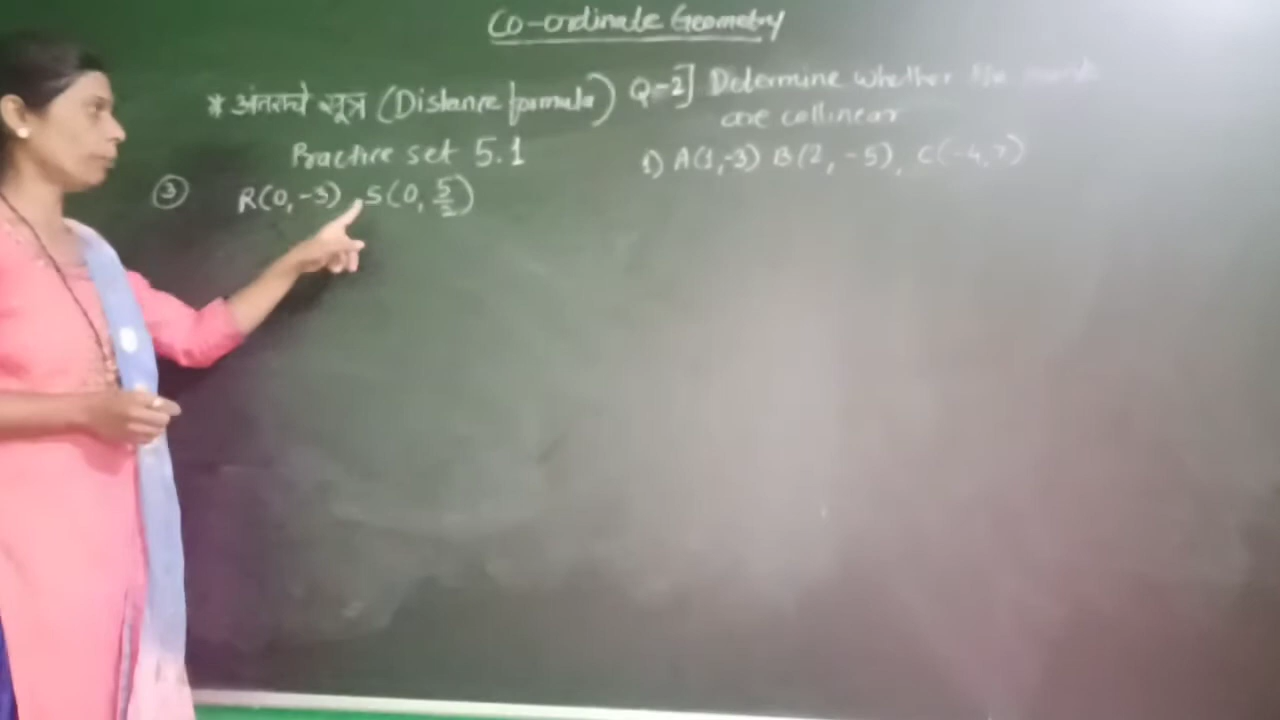 Co-ordinate Geometry
* अंतराचे सूत्र (Distance formula)
Practice set 5.1
③ R(0, -3), S(0, 5/2)
Q-2] Determine whether the
are collinear
1) A(1,-3) B(2, -5), C(-4,7)